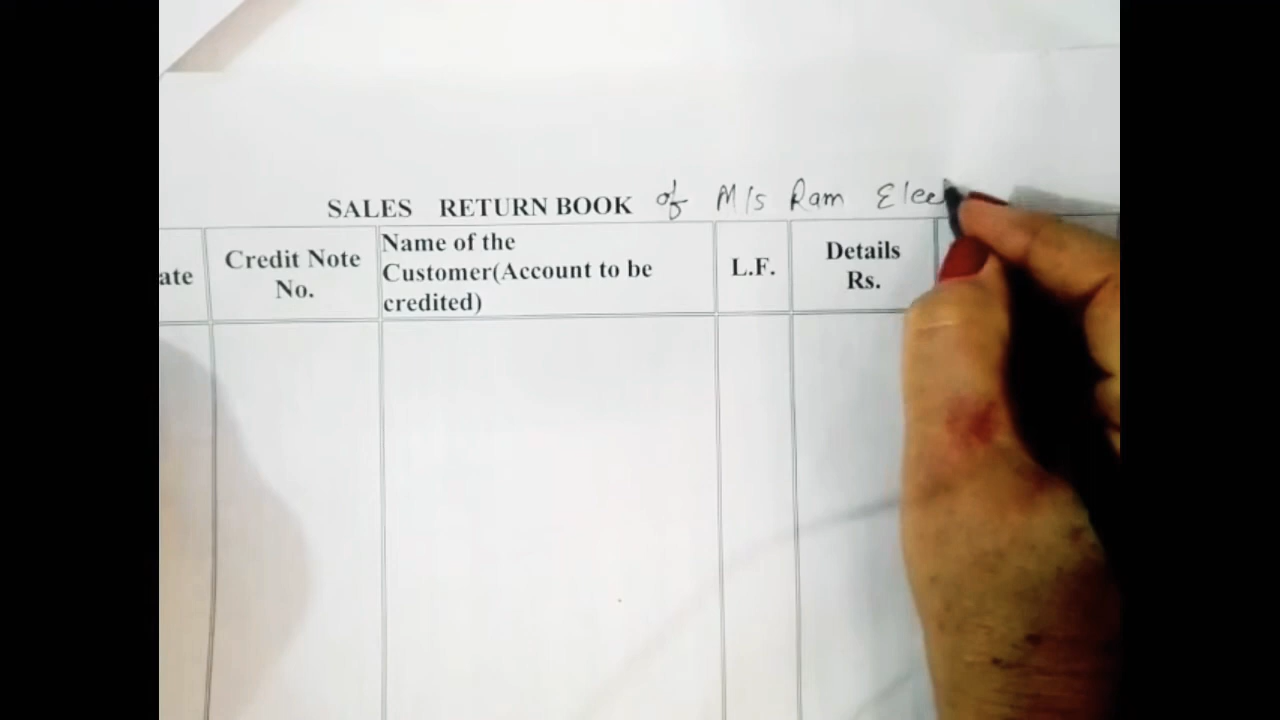 SALES RETURN BOOK of M/s Ram Elec
ate
Credit Note
No.
Name of the
Customer(Account to be
credited)
L.F.
Details
Rs.